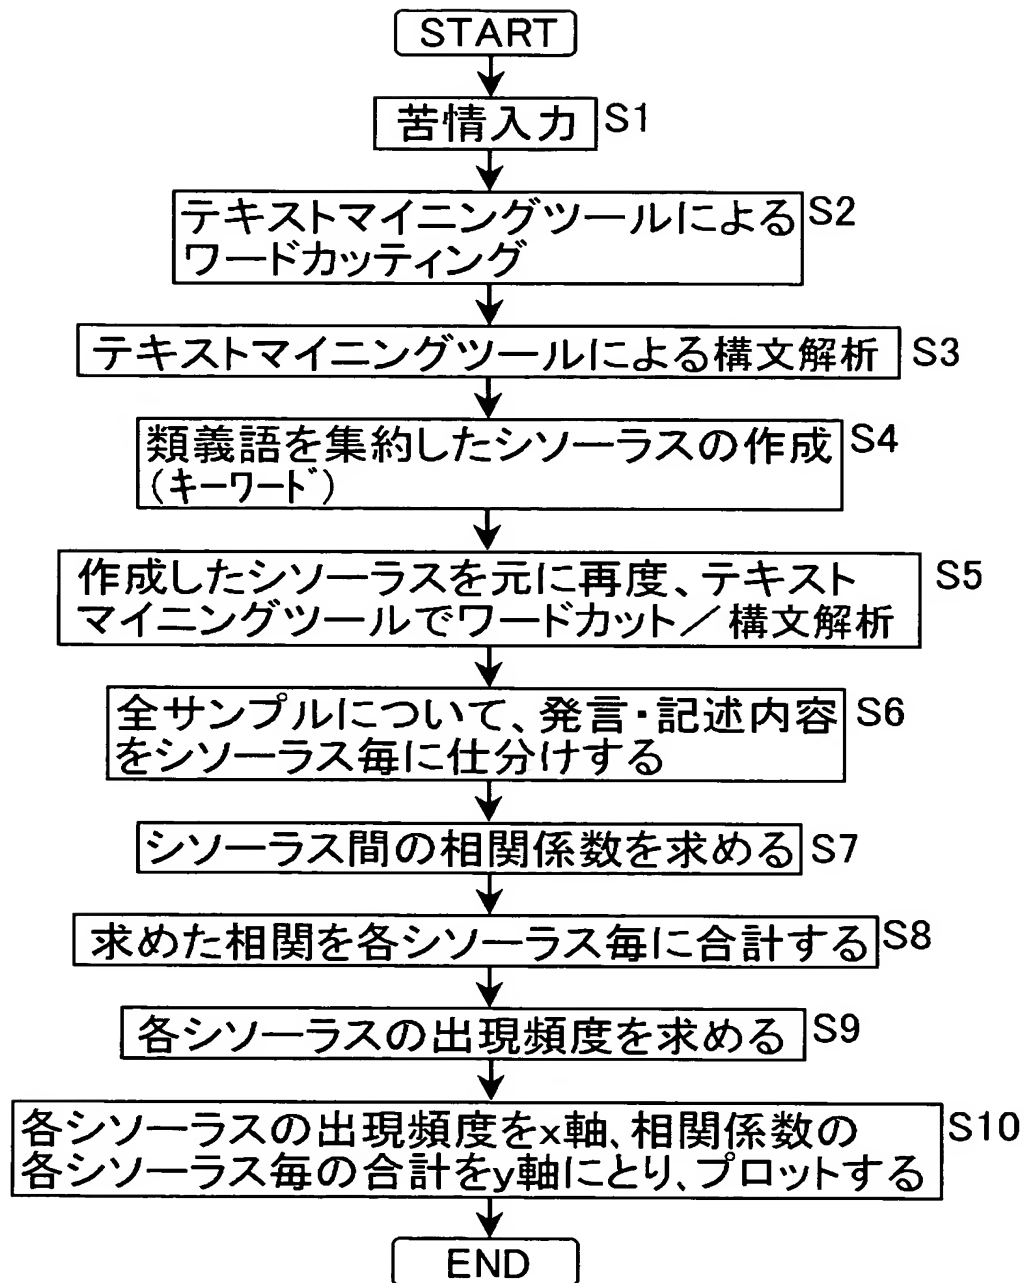 START
苦情入力 S1
テキストマイニングツールによる S2
ワードカッティング
テキストマイニングツールによる構文解析 S3
類義語を集約したシソーラスの作成 S4
(キーワード)
作成したシソーラスを元に再度、テキスト S5
マイニングツールでワードカット／構文解析
全サンプルについて、発言・記述内容 S6
をシソーラス毎に仕分けする
シソーラス間の相関係数を求める S7
求めた相関を各シソーラス毎に合計する S8
各シソーラスの出現頻度を求める S9
各シソーラスの出現頻度をx軸、相関係数の S10
各シソーラス毎の合計をy軸にとり、プロットする
END